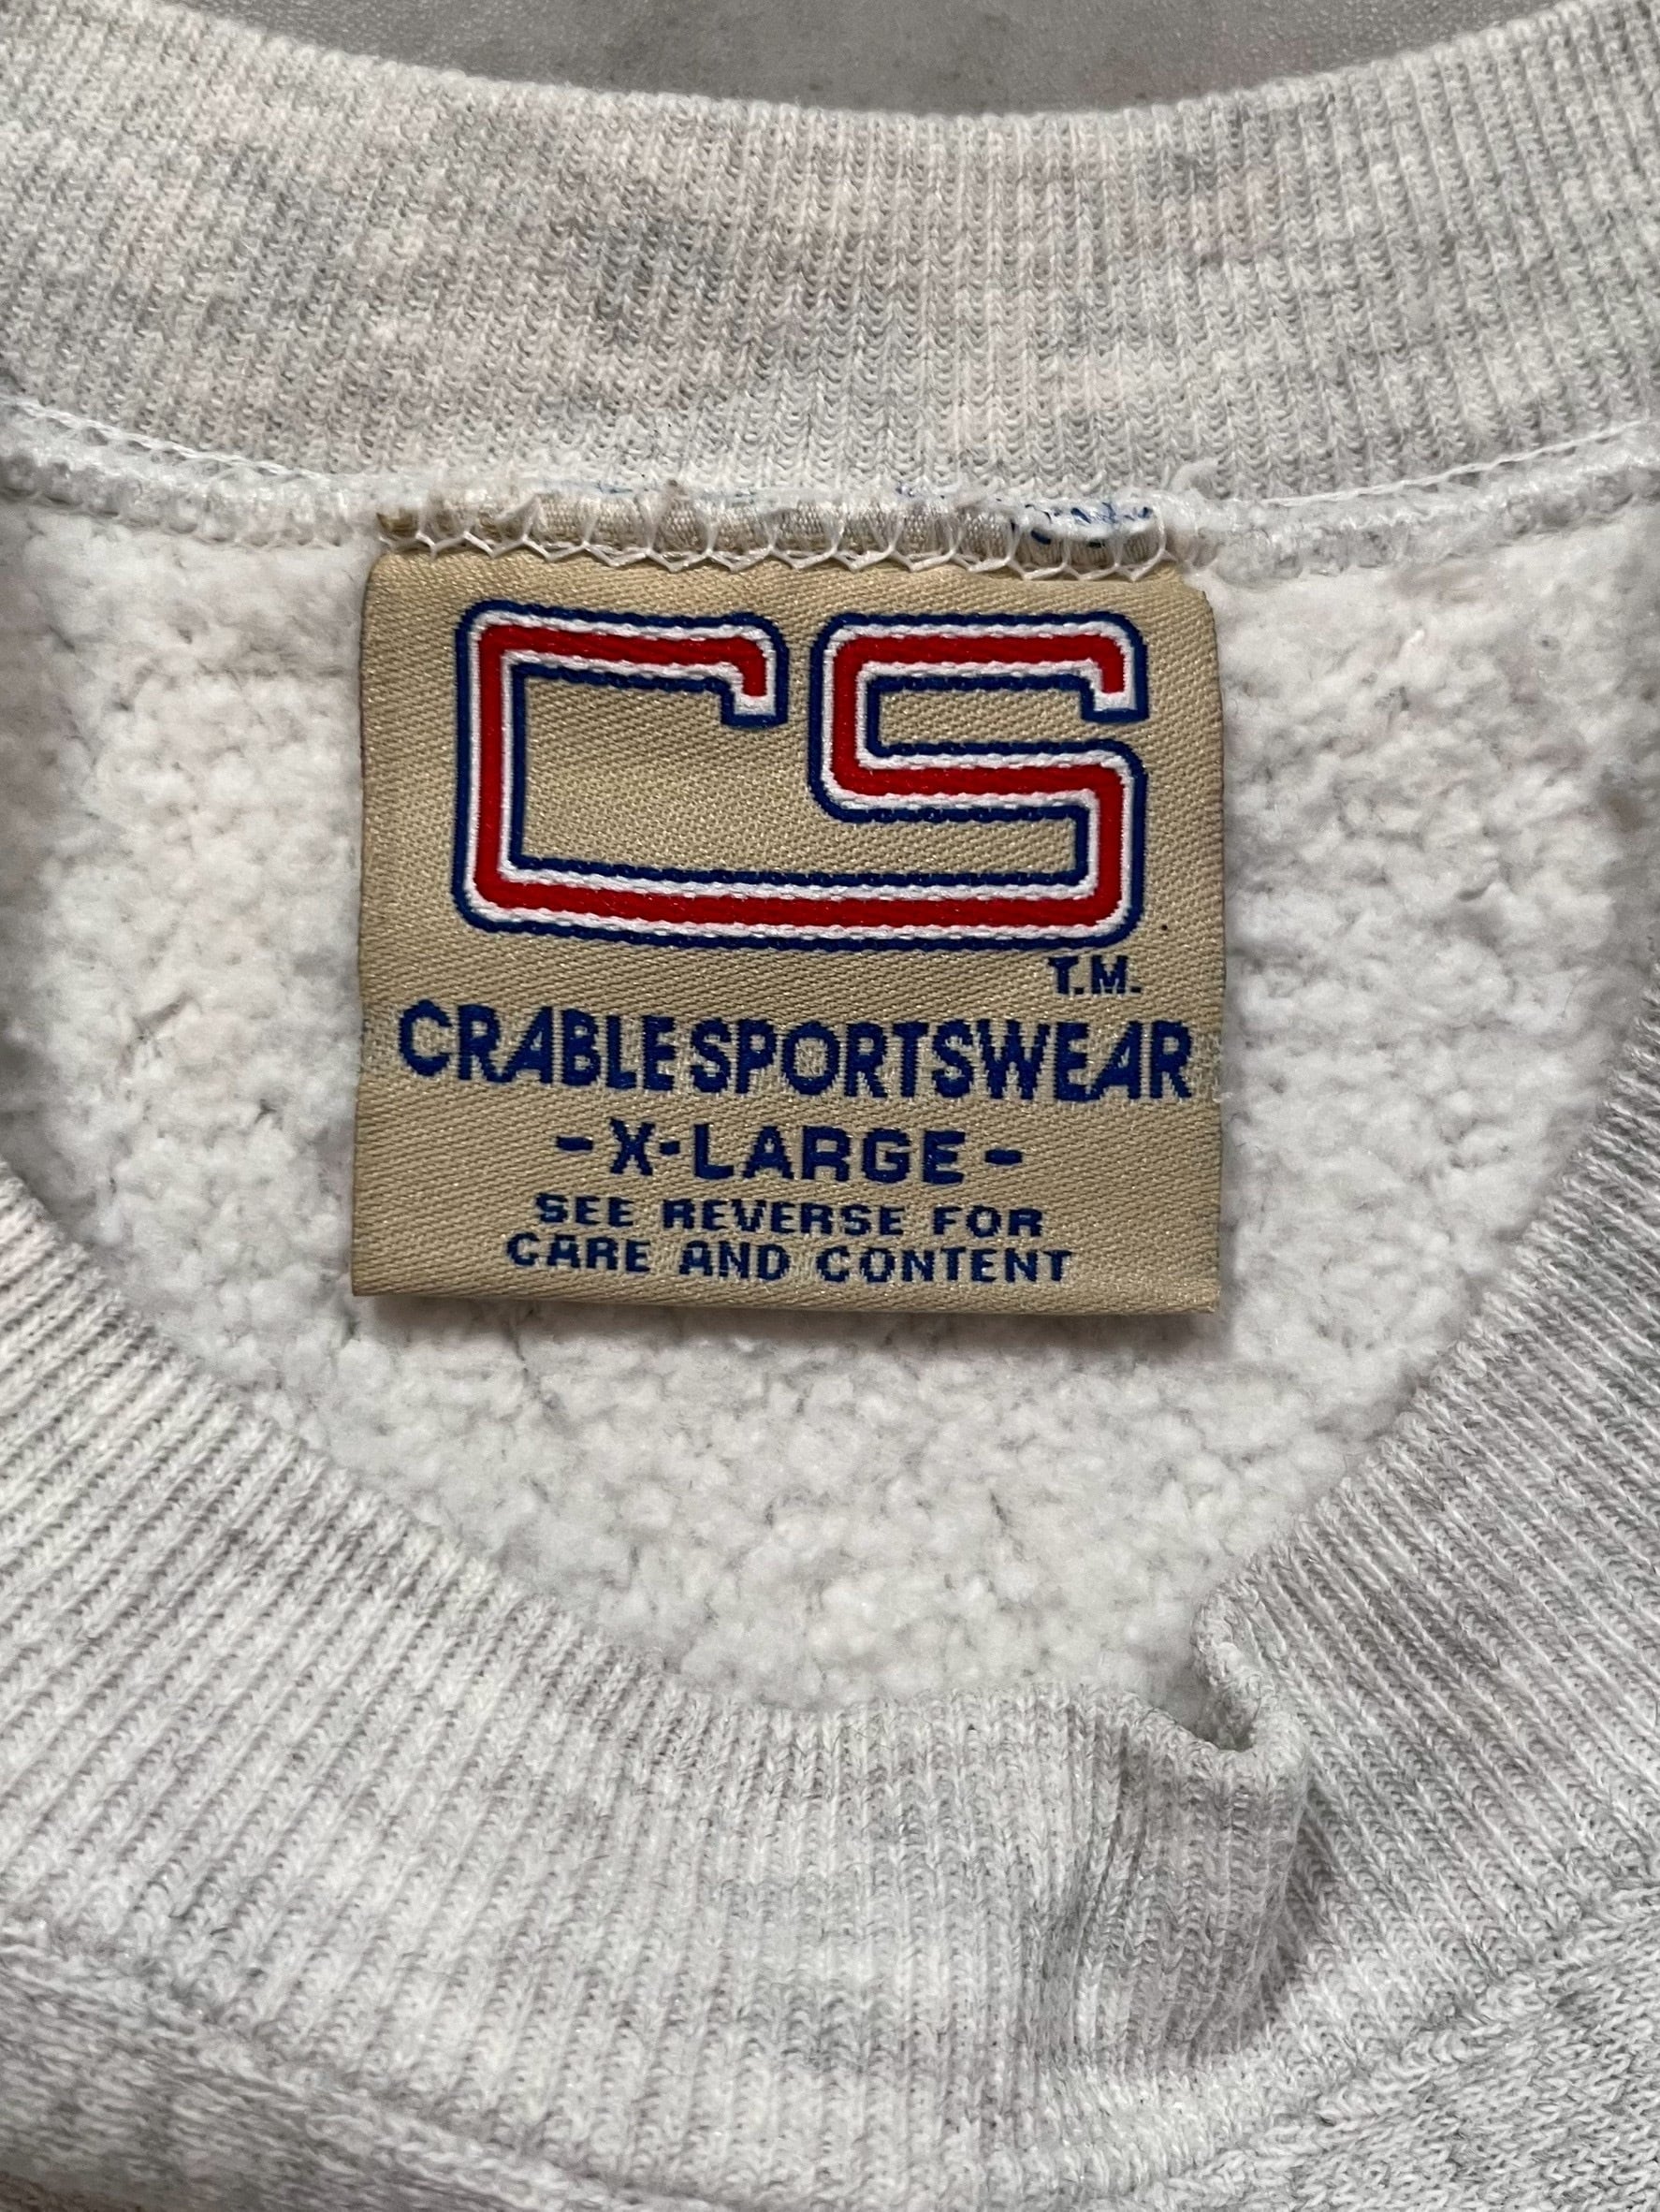 CS
T.M.
CRABLE SPORTSWEAR
-X-LARGE-
SEE REVERSE FOR
CARE AND CONTENT